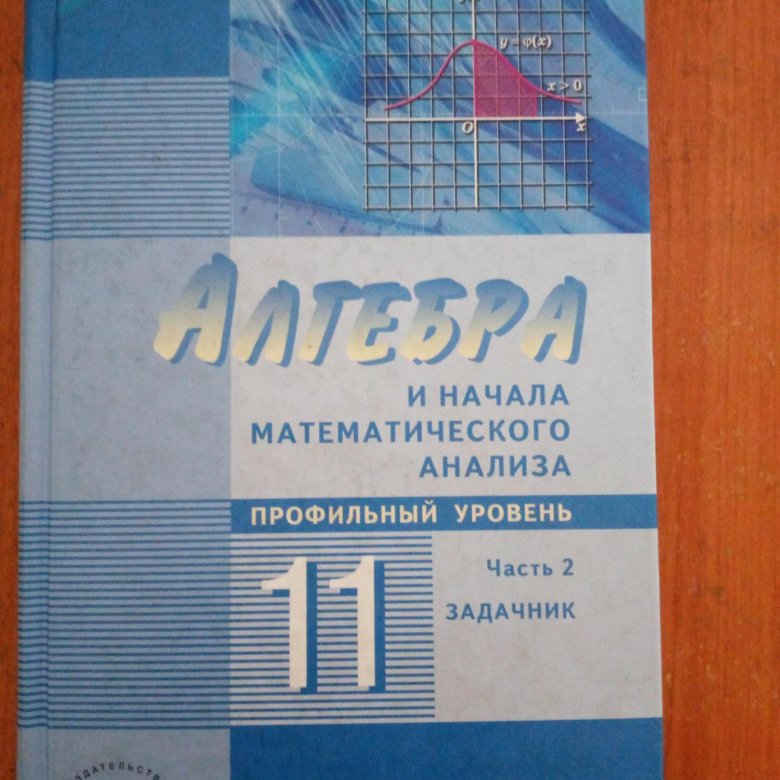 y = φ(x)
x > 0
O
x
АЛГЕБРА
И НАЧАЛА
МАТЕМАТИЧЕСКОГО
АНАЛИЗА
ПРОФИЛЬНЫЙ УРОВЕНЬ
11
Часть 2
ЗАДАЧНИК